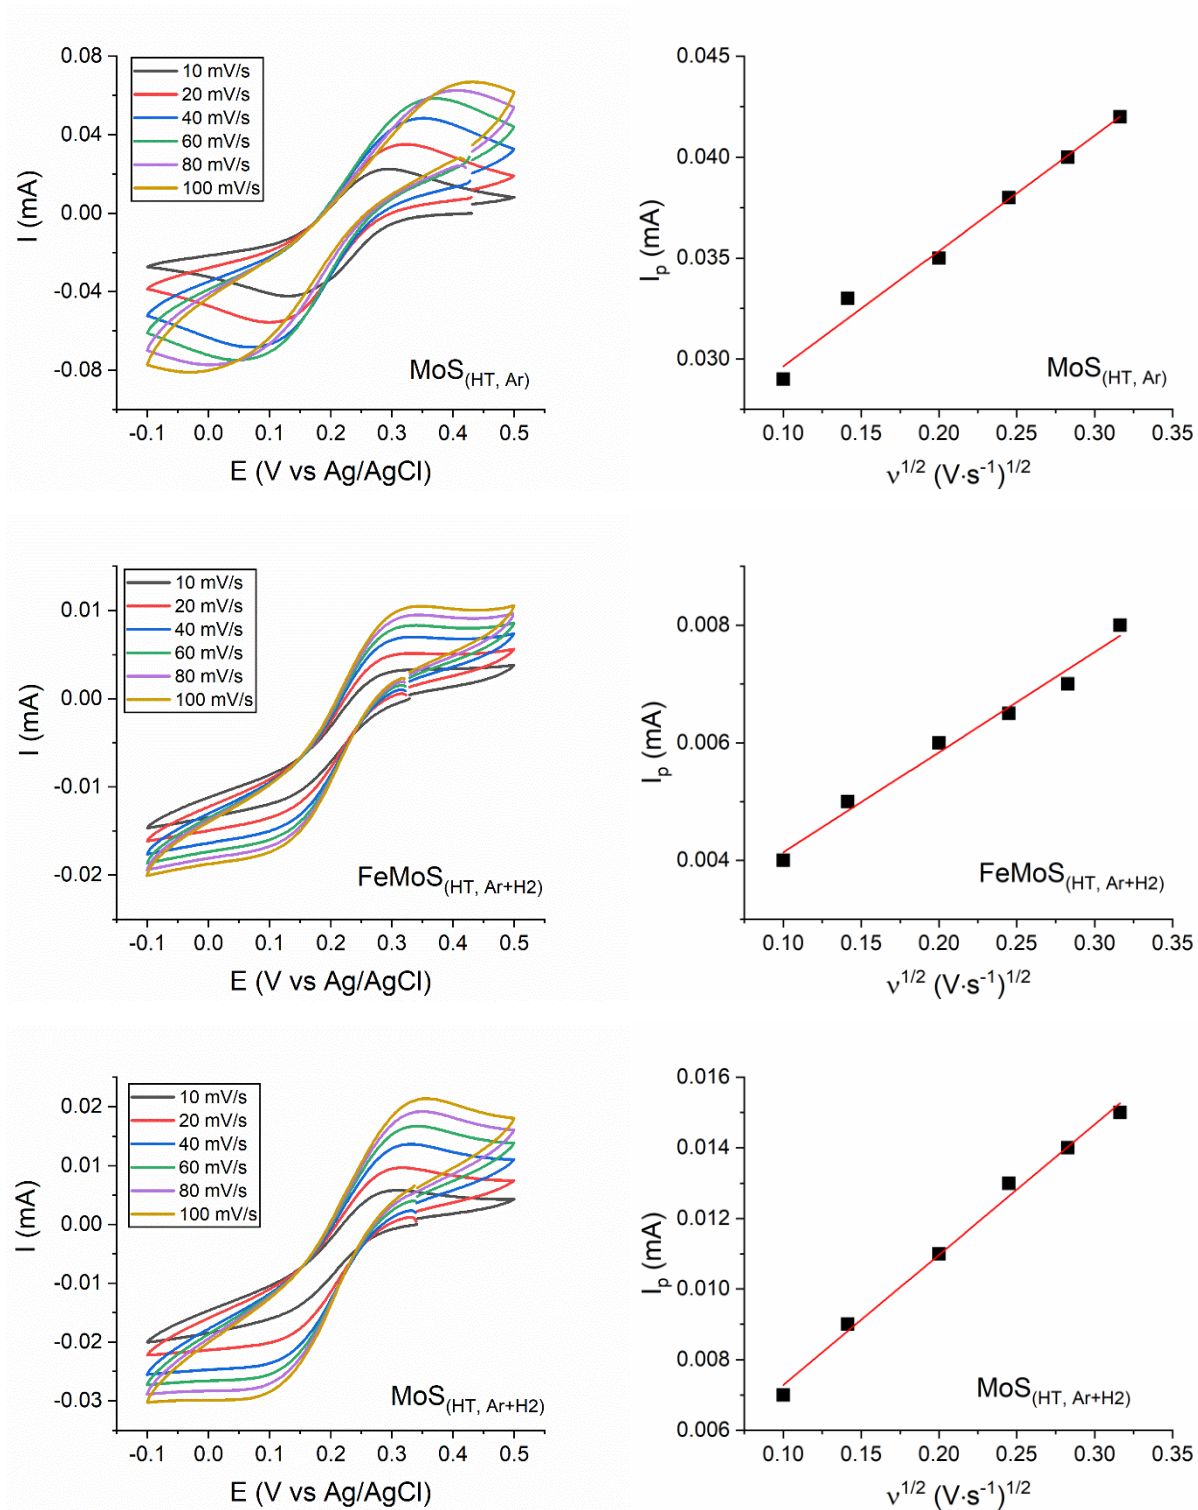 0.08
0.04
0.00
-0.04
-0.08
I (mA)
10 mV/s
20 mV/s
40 mV/s
60 mV/s
80 mV/s
100 mV/s
MoS(HT, Ar)
-0.1 0.0 0.1 0.2 0.3 0.4 0.5
E (V vs Ag/AgCl)
0.045
0.040
0.035
0.030
Ip (mA)
MoS(HT, Ar)
0.10 0.15 0.20 0.25 0.30 0.35
ν1/2 (V·s-1)1/2
0.01
0.00
-0.01
-0.02
I (mA)
10 mV/s
20 mV/s
40 mV/s
60 mV/s
80 mV/s
100 mV/s
FeMoS(HT, Ar+H2)
-0.1 0.0 0.1 0.2 0.3 0.4 0.5
E (V vs Ag/AgCl)
0.008
0.006
0.004
Ip (mA)
FeMoS(HT, Ar+H2)
0.10 0.15 0.20 0.25 0.30 0.35
ν1/2 (V·s-1)1/2
0.02
0.01
0.00
-0.01
-0.02
-0.03
I (mA)
10 mV/s
20 mV/s
40 mV/s
60 mV/s
80 mV/s
100 mV/s
MoS(HT, Ar+H2)
-0.1 0.0 0.1 0.2 0.3 0.4 0.5
E (V vs Ag/AgCl)
0.016
0.014
0.012
0.010
0.008
0.006
Ip (mA)
MoS(HT, Ar+H2)
0.10 0.15 0.20 0.25 0.30 0.35
ν1/2 (V·s-1)1/2